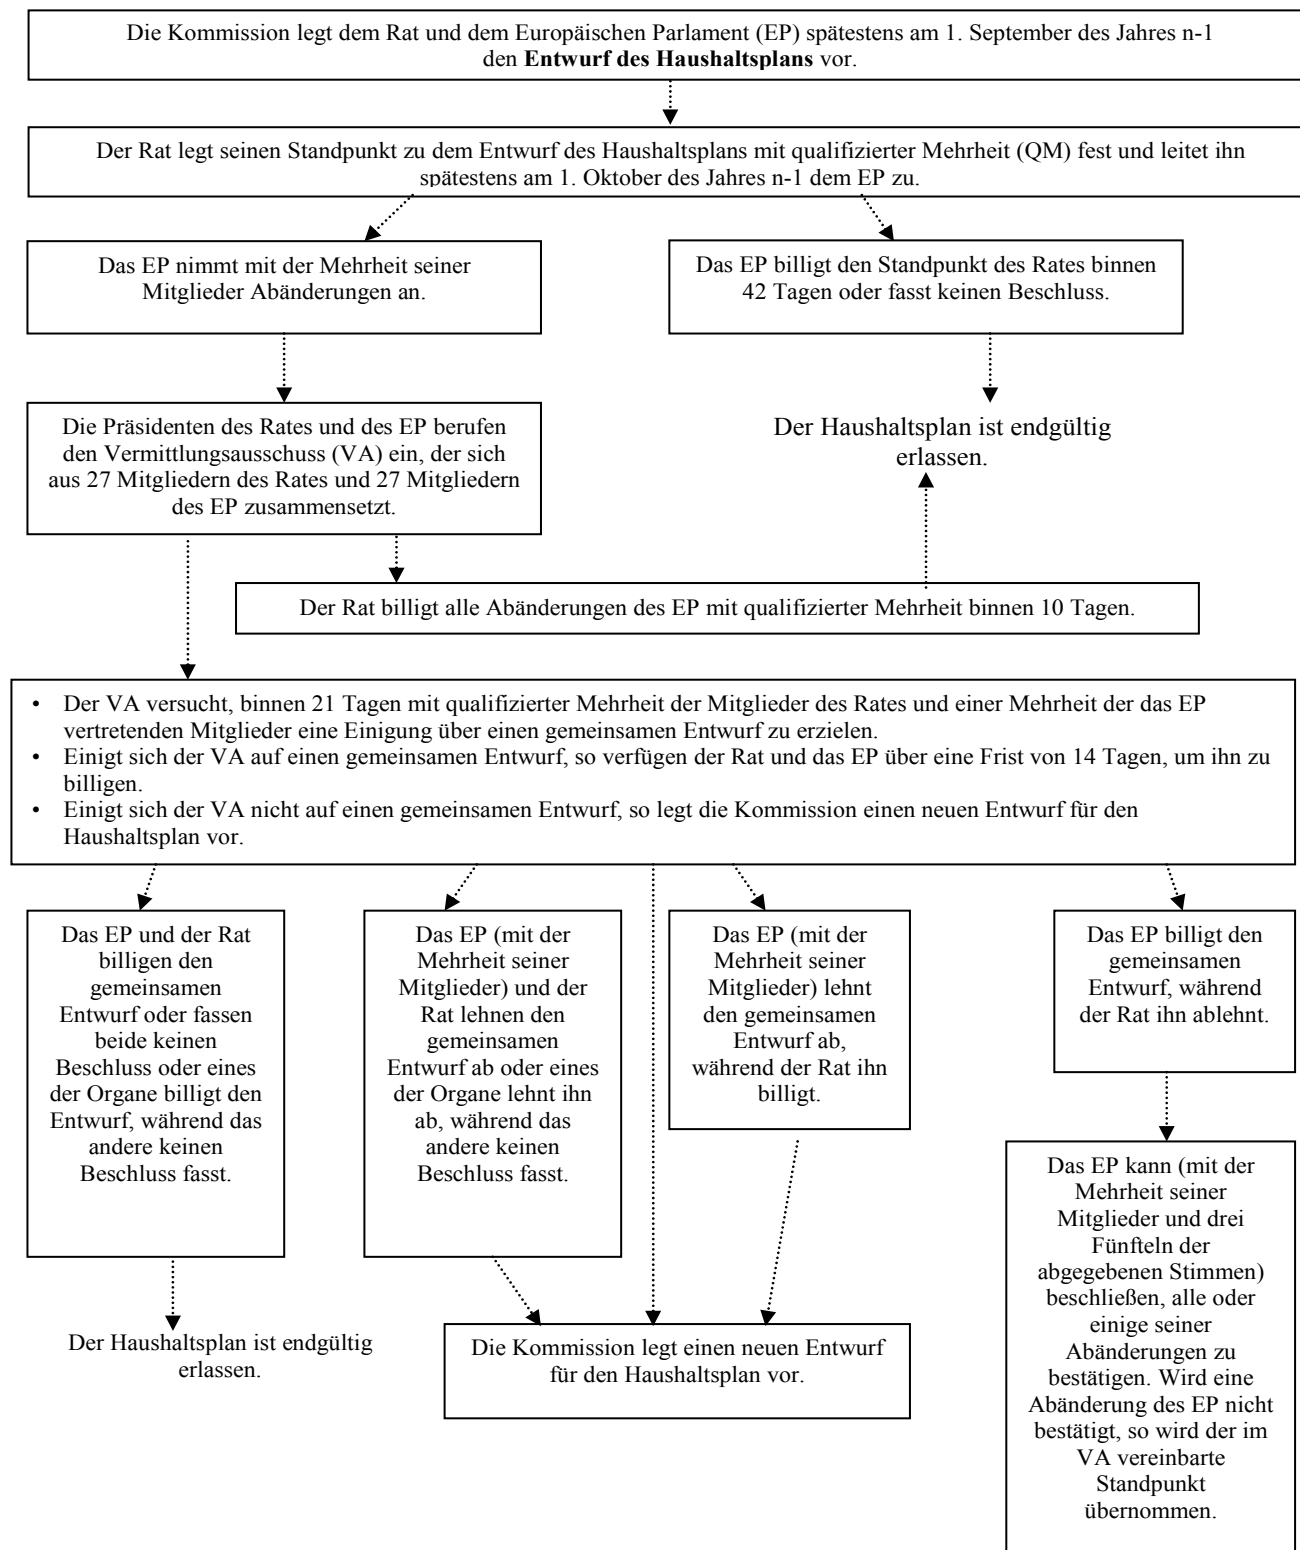 Die Kommission legt dem Rat und dem Europäischen Parlament (EP) spätestens am 1. September des Jahres n-1
den Entwurf des Haushaltsplans vor.
Der Rat legt seinen Standpunkt zu dem Entwurf des Haushaltsplans mit qualifizierter Mehrheit (QM) fest und leitet ihn
spätestens am 1. Oktober des Jahres n-1 dem EP zu.
Das EP nimmt mit der Mehrheit seiner
Mitglieder Abänderungen an.
Das EP billigt den Standpunkt des Rates binnen
42 Tagen oder fasst keinen Beschluss.
Die Präsidenten des Rates und des EP berufen
den Vermittlungsausschuss (VA) ein, der sich
aus 27 Mitgliedern des Rates und 27 Mitgliedern
des EP zusammensetzt.
Der Haushaltsplan ist endgültig
erlassen.
Der Rat billigt alle Abänderungen des EP mit qualifizierter Mehrheit binnen 10 Tagen.
• Der VA versucht, binnen 21 Tagen mit qualifizierter Mehrheit der Mitglieder des Rates und einer Mehrheit der das EP
vertretenden Mitglieder eine Einigung über einen gemeinsamen Entwurf zu erzielen.
• Einigt sich der VA auf einen gemeinsamen Entwurf, so verfügen der Rat und das EP über eine Frist von 14 Tagen, um ihn zu
billigen.
• Einigt sich der VA nicht auf einen gemeinsamen Entwurf, so legt die Kommission einen neuen Entwurf für den
Haushaltsplan vor.
Das EP und der Rat
billigen den
gemeinsamen
Entwurf oder fassen
beide keinen
Beschluss oder eines
der Organe billigt den
Entwurf, während das
andere keinen
Beschluss fasst.
Das EP (mit der
Mehrheit seiner
Mitglieder) und der
Rat lehnen den
gemeinsamen
Entwurf ab oder eines
der Organe lehnt ihn
ab, während das
andere keinen
Beschluss fasst.
Das EP (mit der
Mehrheit seiner
Mitglieder) lehnt
den gemeinsamen
Entwurf ab,
während der Rat ihn
billigt.
Das EP billigt den
gemeinsamen
Entwurf, während
der Rat ihn ablehnt.
Das EP kann (mit der
Mehrheit seiner
Mitglieder und drei
Fünfteln der
abgegebenen Stimmen)
beschließen, alle oder
einige seiner
Abänderungen zu
bestätigen. Wird eine
Abänderung des EP nicht
bestätigt, so wird der im
VA vereinbarte
Standpunkt
übernommen.
Der Haushaltsplan ist endgültig
erlassen.
Die Kommission legt einen neuen Entwurf
für den Haushaltsplan vor.